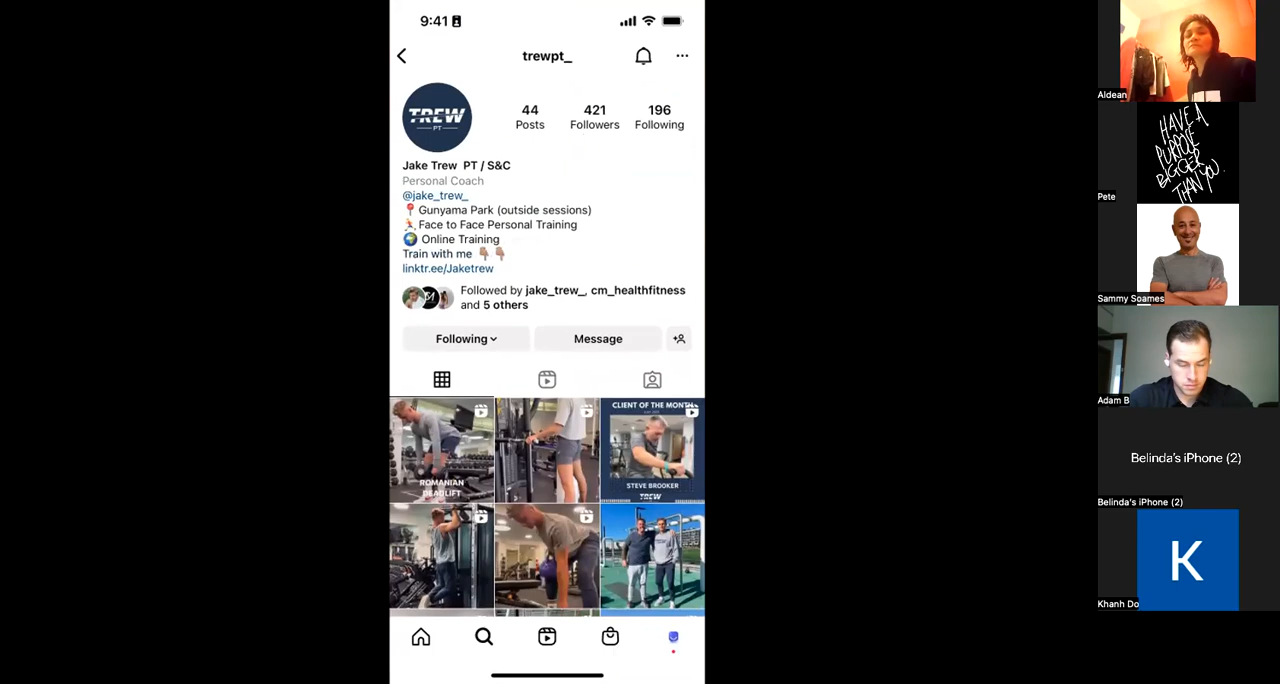 9:41
trewpt_
TREW
PT
44
Posts
421
Followers
196
Following
Jake Trew PT / S&C
Personal Coach
@jake_trew_
Gunyama Park (outside sessions)
Face to Face Personal Training
Online Training
Train with me
linktr.ee/Jaketrew
Followed by jake_trew_, cm_healthfitness
and 5 others
Following
Message
ROMANIAN
DEADLIFT
CLIENT OF THE MONTH
STEVE BROOKER
TREW
Aldean
HAVE A
PURPOSE
BIGGER
THAN YOU.
Pete
Sammy Soames
Adam B
Belinda's iPhone (2)
Belinda's iPhone (2)
K
Khanh Do